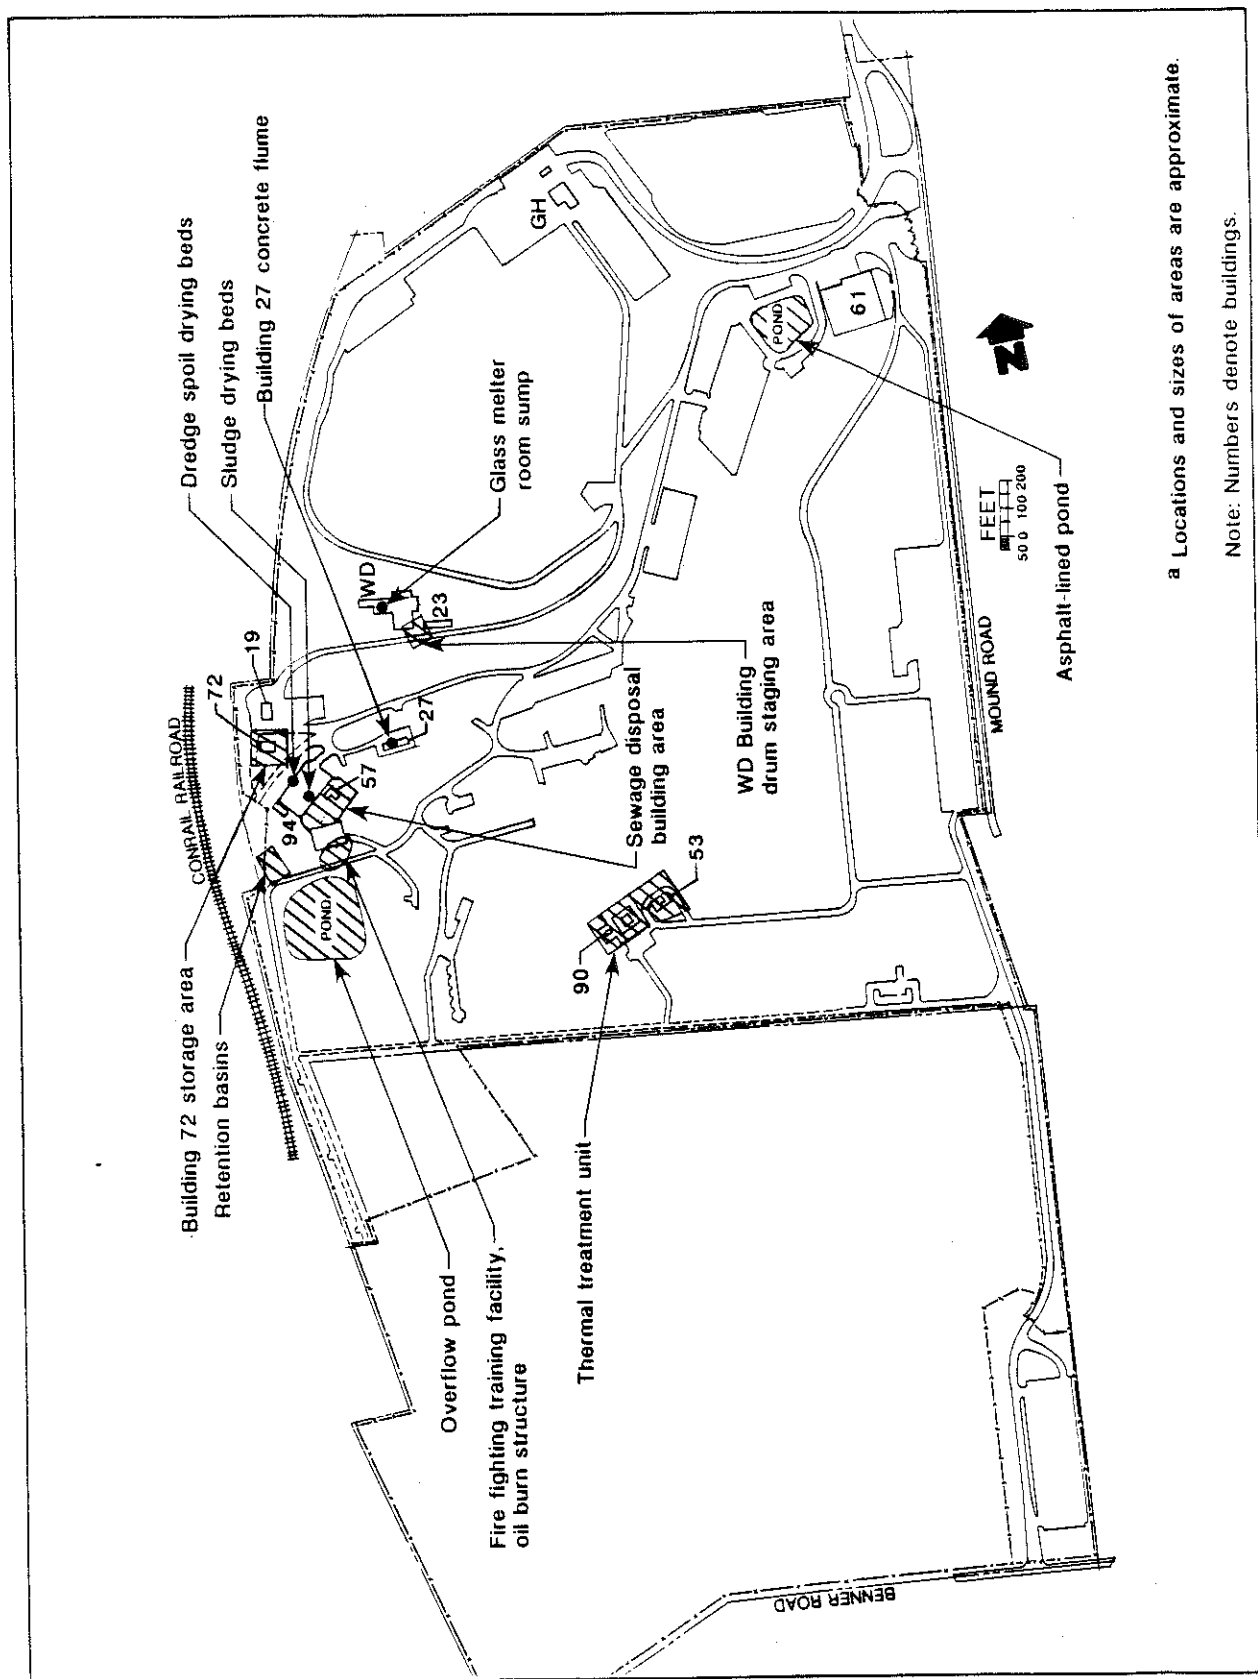 CONRAIL RAILROAD
Building 72 storage area
Retention basins
72
19
Dredge spoil drying beds
Sludge drying beds
Building 27 concrete flume
94
57
27
WD
23
Glass melter
room sump
GH
POND
POND
61
Overflow pond
Fire fighting training facility,
oil burn structure
Sewage disposal
building area
WD Building
drum staging area
90
53
Thermal treatment unit
Asphalt-lined pond
FEET
50 0 100 200
N
MOUND ROAD
BENNER ROAD
a Locations and sizes of areas are approximate.
Note: Numbers denote buildings.